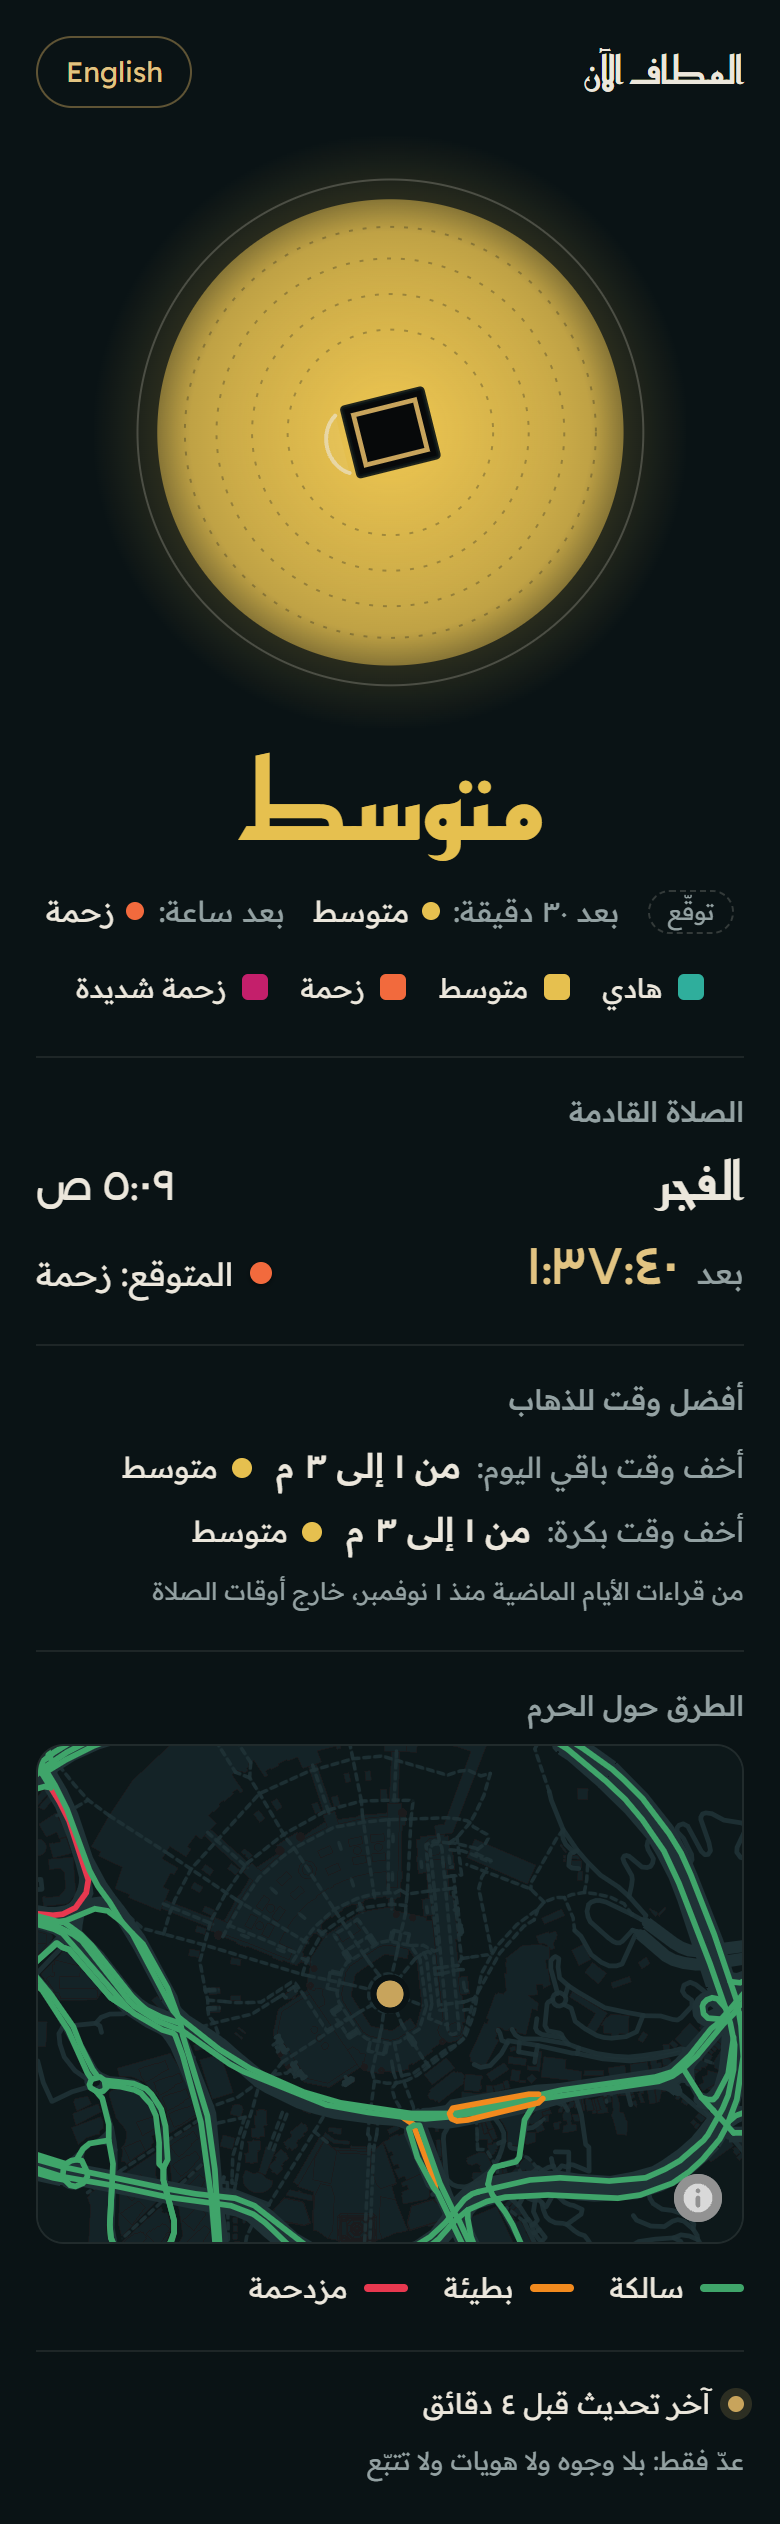 المطاف الآن
English
متوسط
توقّع بعد ٣٠ دقيقة: متوسط بعد ساعة: زحمة
هادي متوسط زحمة زحمة شديدة
الصلاة القادمة
الفجر ٥:٠٩ ص
بعد ١:٣٧:٤٠ المتوقع: زحمة
أفضل وقت للذهاب
أخف وقت باقي اليوم: من ١ إلى ٣ م متوسط
أخف وقت بكرة: من ١ إلى ٣ م متوسط
من قراءات الأيام الماضية منذ ١ نوفمبر، خارج أوقات الصلاة
الطرق حول الحرم
سالكة بطيئة مزدحمة
آخر تحديث قبل ٤ دقائق
عدّ فقط: بلا وجوه ولا هويات ولا تتبّع